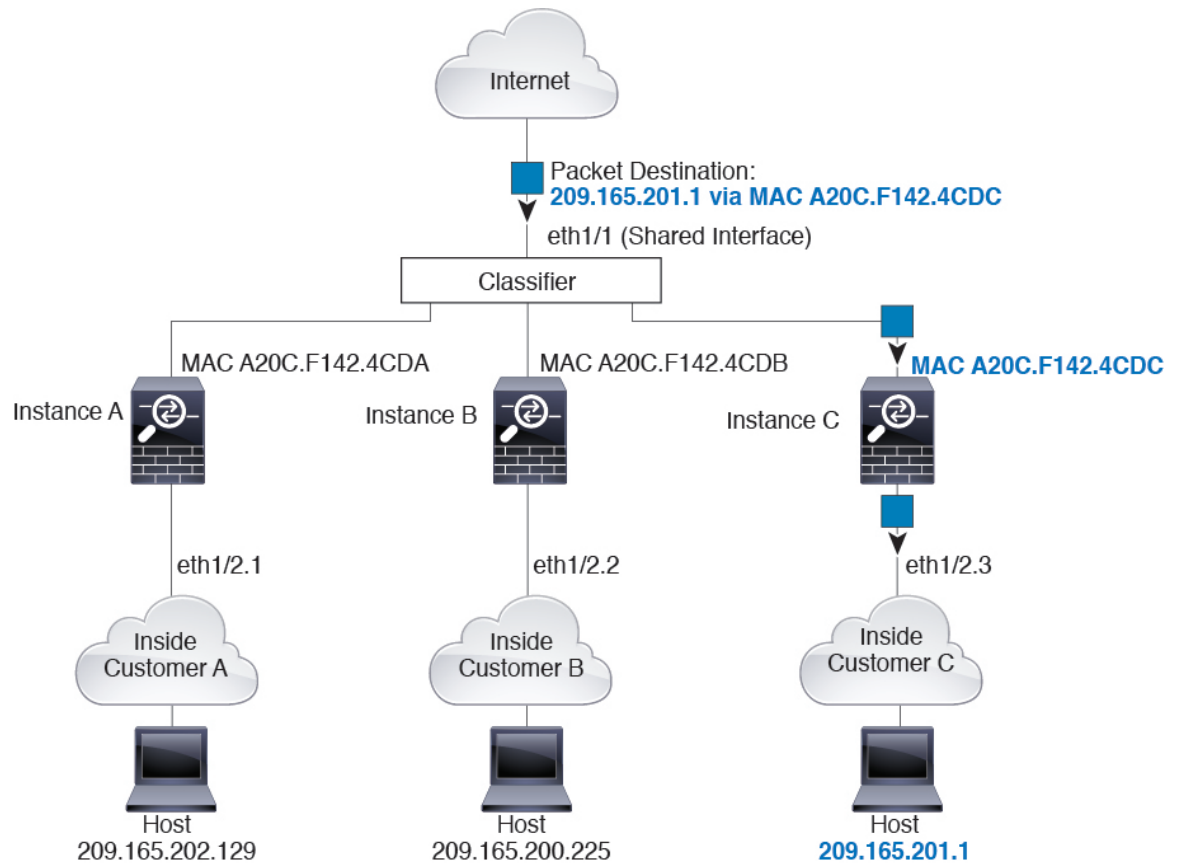 Internet
Packet Destination:
209.165.201.1 via MAC A20C.F142.4CDC
eth1/1 (Shared Interface)
Classifier
MAC A20C.F142.4CDA
MAC A20C.F142.4CDB
MAC A20C.F142.4CDC
Instance A
Instance B
Instance C
eth1/2.1
eth1/2.2
eth1/2.3
Inside
Customer A
Inside
Customer B
Inside
Customer C
Host
209.165.202.129
Host
209.165.200.225
Host
209.165.201.1